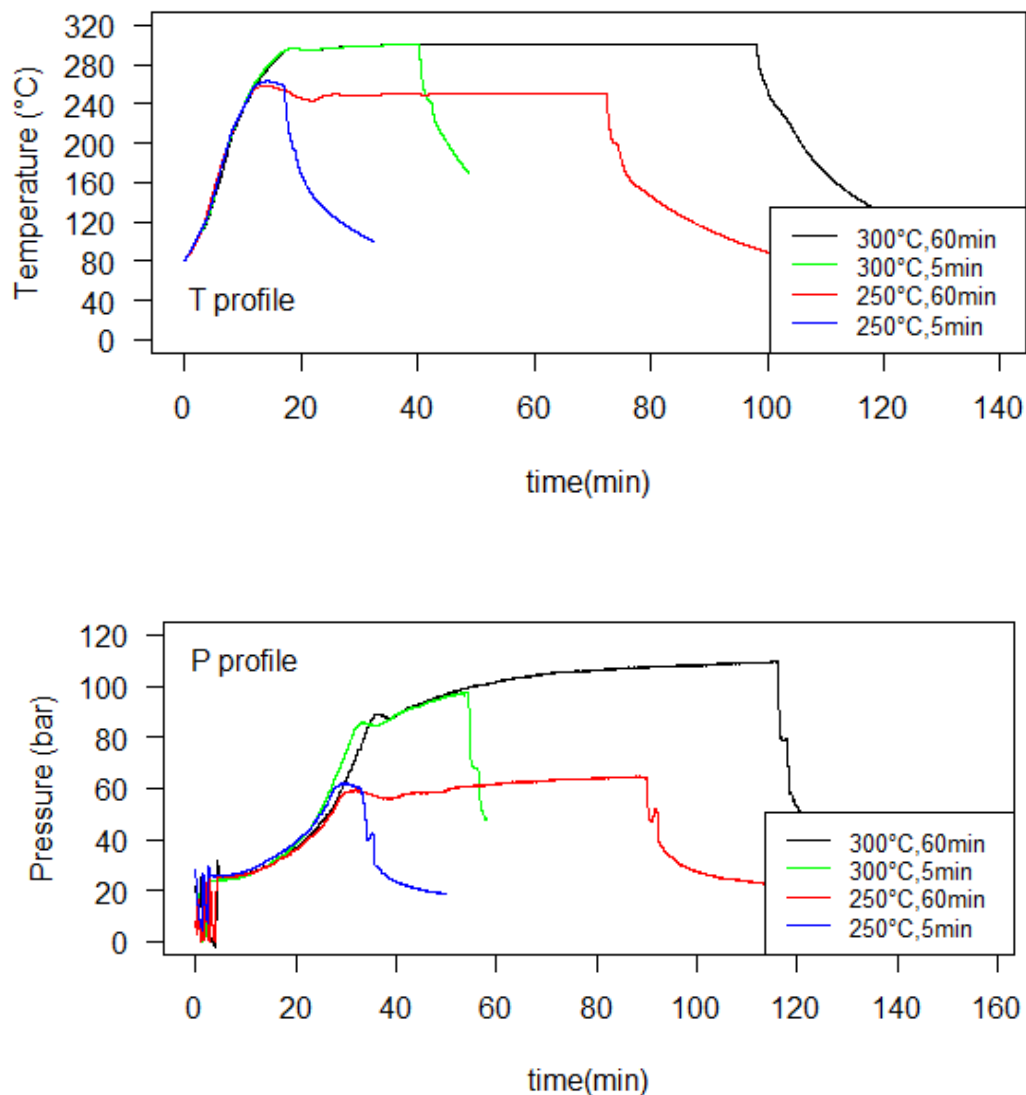 320
280
240
200
160
120
80
40
0
Temperature (°C)
T profile
300°C,60min
300°C,5min
250°C,60min
250°C,5min
0 20 40 60 80 100 120 140
time(min)
120
100
80
60
40
20
0
Pressure (bar)
P profile
300°C,60min
300°C,5min
250°C,60min
250°C,5min
0 20 40 60 80 100 120 140 160
time(min)